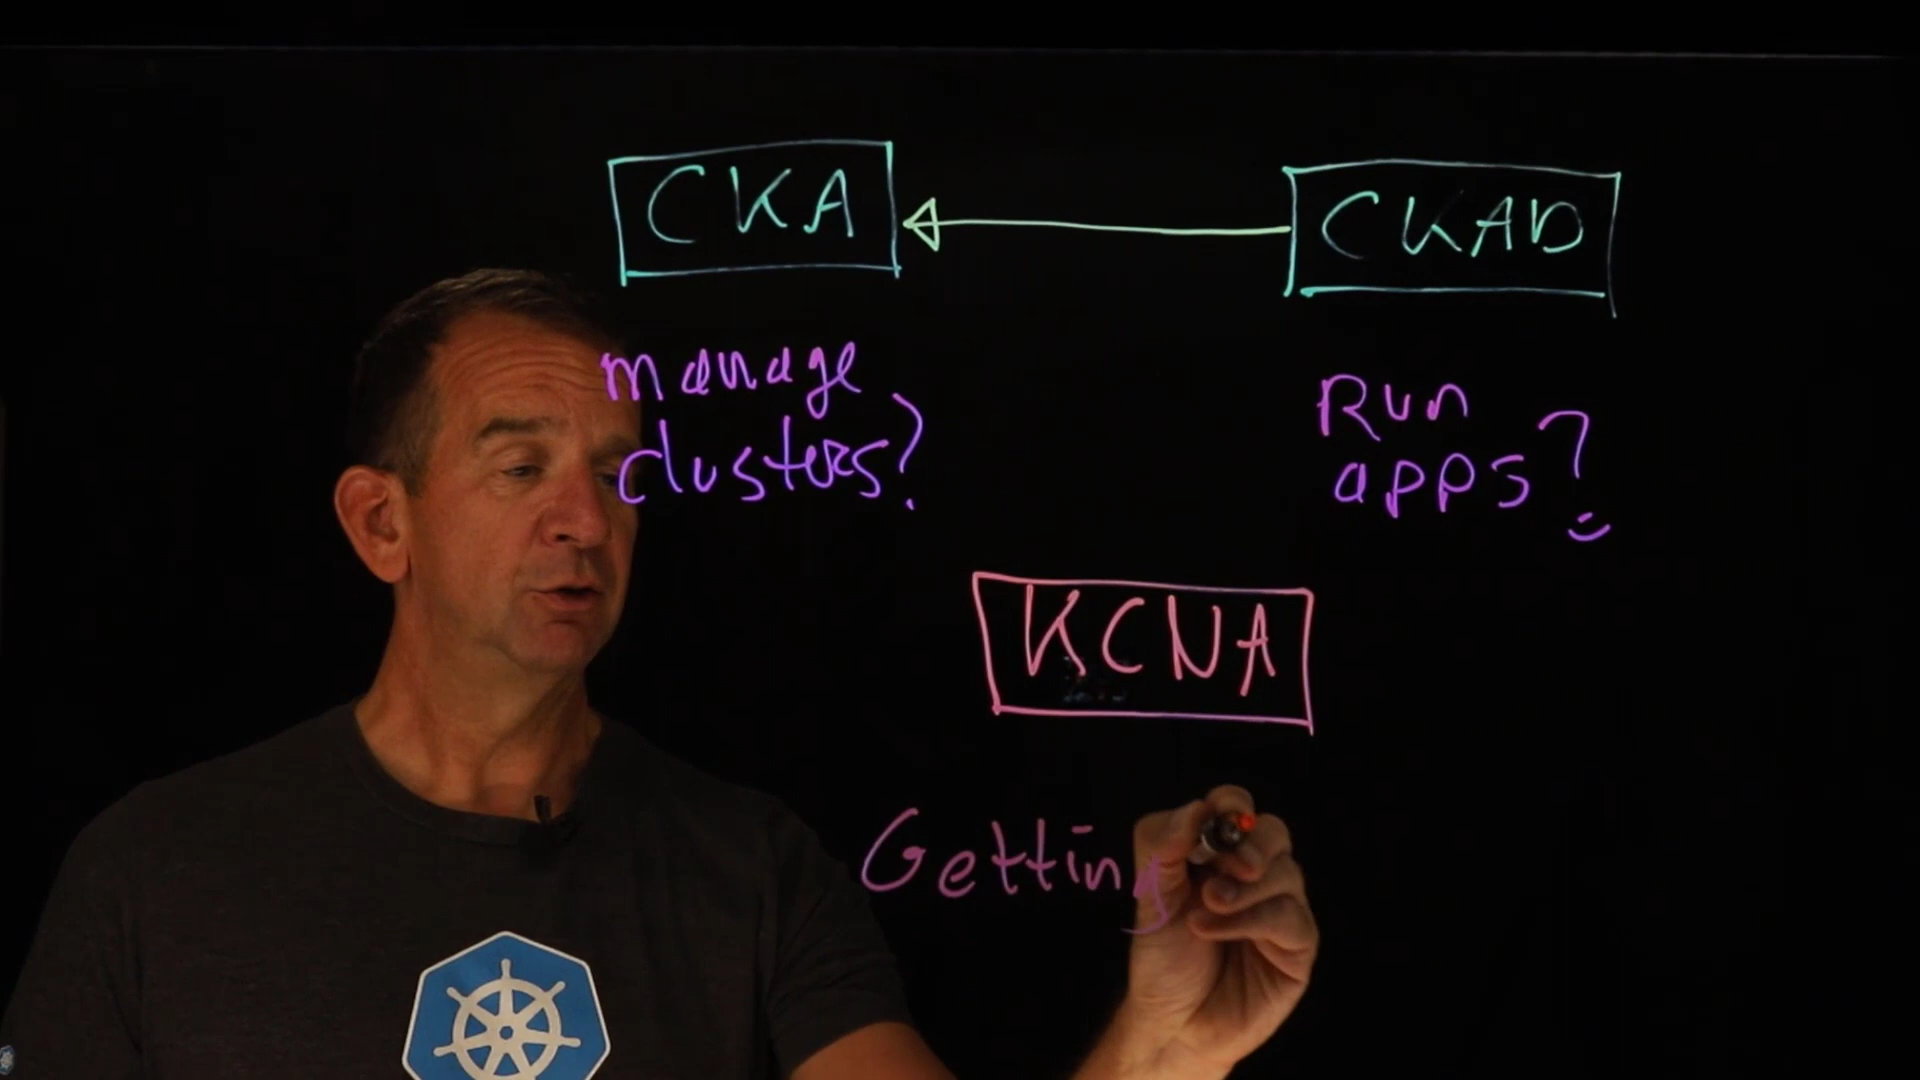 CKA
CKAD
manage
clusters?
Run
apps?
KCNA
Getting